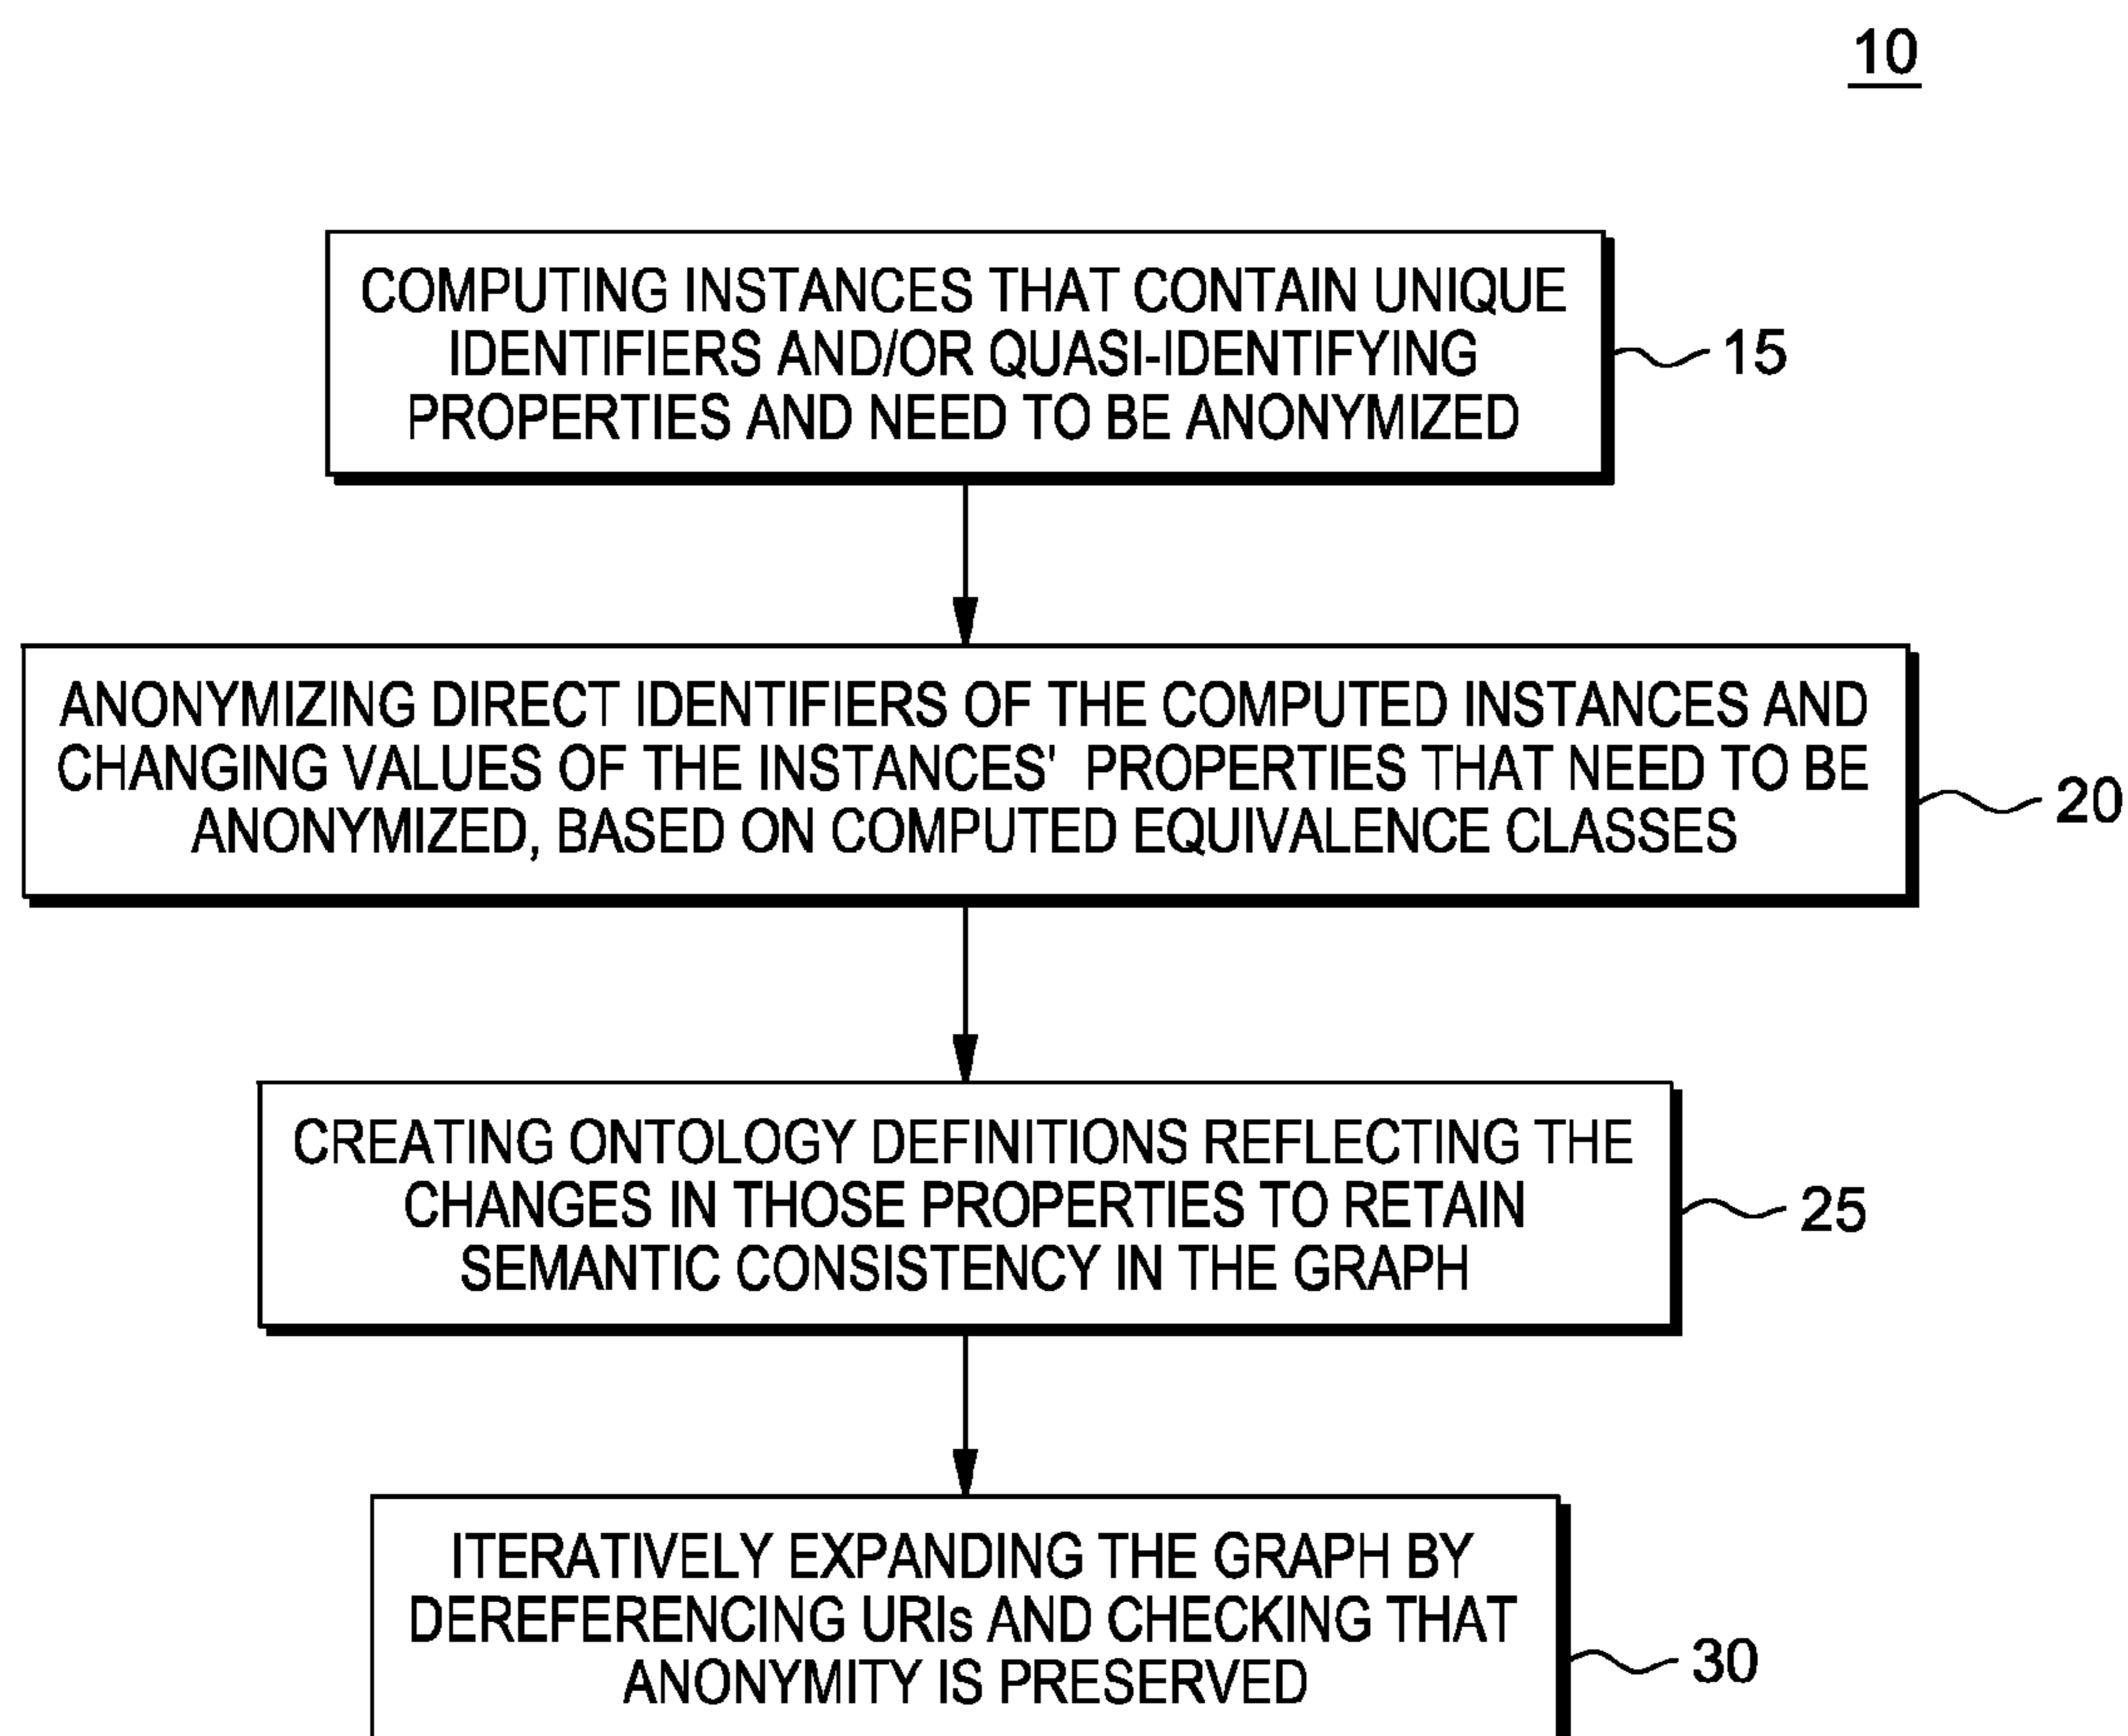 10
COMPUTING INSTANCES THAT CONTAIN UNIQUE
IDENTIFIERS AND/OR QUASI-IDENTIFYING
PROPERTIES AND NEED TO BE ANONYMIZED
15
ANONYMIZING DIRECT IDENTIFIERS OF THE COMPUTED INSTANCES AND
CHANGING VALUES OF THE INSTANCES' PROPERTIES THAT NEED TO BE
ANONYMIZED, BASED ON COMPUTED EQUIVALENCE CLASSES
20
CREATING ONTOLOGY DEFINITIONS REFLECTING THE
CHANGES IN THOSE PROPERTIES TO RETAIN
SEMANTIC CONSISTENCY IN THE GRAPH
25
ITERATIVELY EXPANDING THE GRAPH BY
DEREFERENCING URIs AND CHECKING THAT
ANONYMITY IS PRESERVED
30